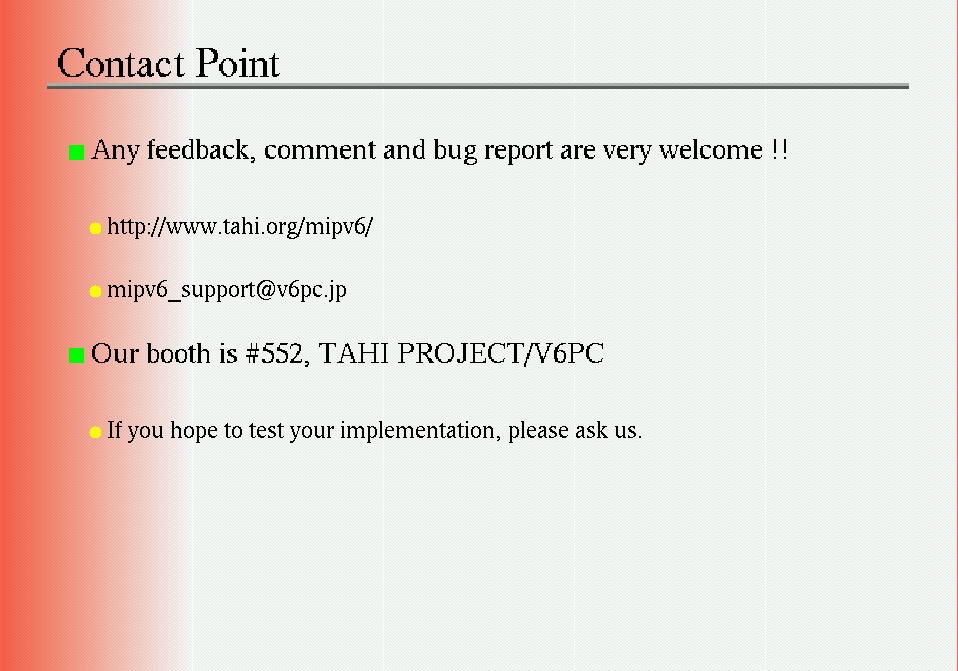 Contact Point
Any feedback, comment and bug report are very welcome !!
http://www.tahi.org/mipv6/
mipv6_support@v6pc.jp
Our booth is #552, TAHI PROJECT/V6PC
If you hope to test your implementation, please ask us.